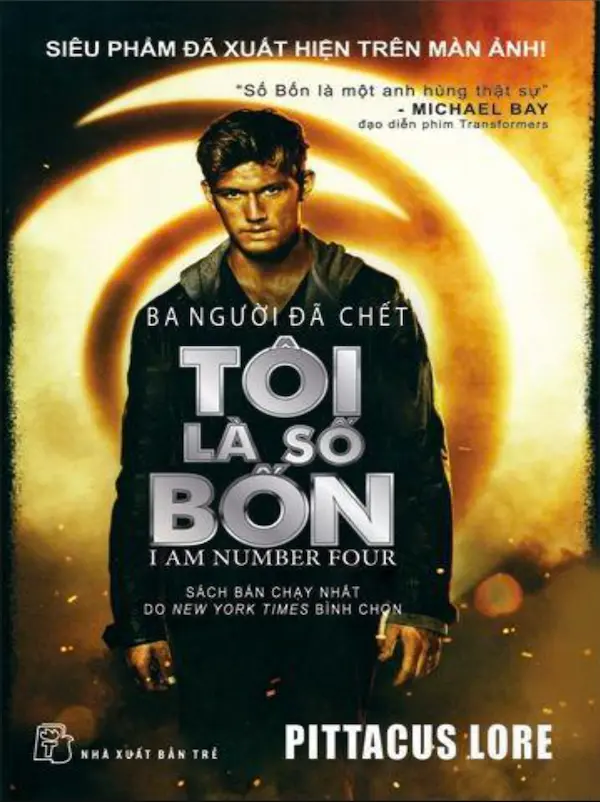 SIÊU PHẨM ĐÃ XUẤT HIỆN TRÊN MÀN ẢNH!
"Số Bốn là một anh hùng thật sự"
- MICHAEL BAY
đạo diễn phim Transformers
BA NGƯỜI ĐÃ CHẾT
TÔI
LÀ SỐ
BỐN
I AM NUMBER FOUR
SÁCH BÁN CHẠY NHẤT
DO NEW YORK TIMES BÌNH CHỌN
NHÀ XUẤT BẢN TRẺ
PITTACUS LORE